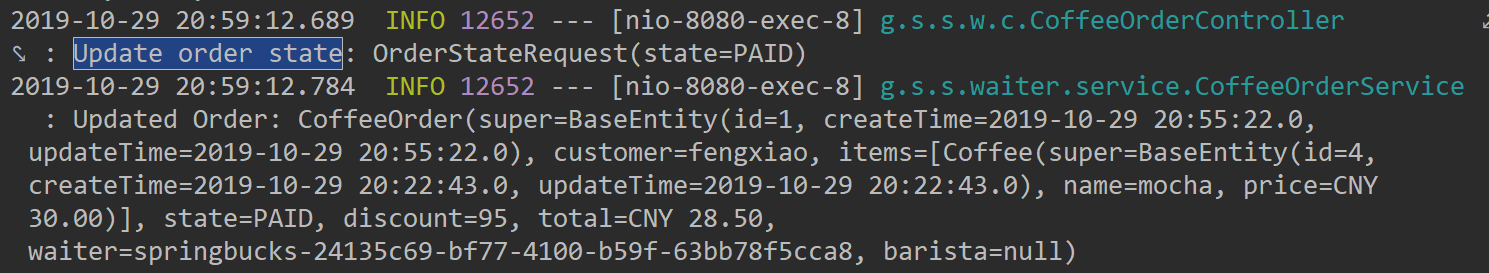 2019-10-29 20:59:12.689  INFO 12652 --- [nio-8080-exec-8] g.s.s.w.c.CoffeeOrderController
: Update order state: OrderStateRequest(state=PAID)
2019-10-29 20:59:12.784  INFO 12652 --- [nio-8080-exec-8] g.s.s.waiter.service.CoffeeOrderService
: Updated Order: CoffeeOrder(super=BaseEntity(id=1, createTime=2019-10-29 20:55:22.0,
updateTime=2019-10-29 20:55:22.0), customer=fengxiao, items=[Coffee(super=BaseEntity(id=4,
createTime=2019-10-29 20:22:43.0, updateTime=2019-10-29 20:22:43.0), name=mocha, price=CNY
30.00)], state=PAID, discount=95, total=CNY 28.50,
waiter=springbucks-24135c69-bf77-4100-b59f-63bb78f5cca8, barista=null)